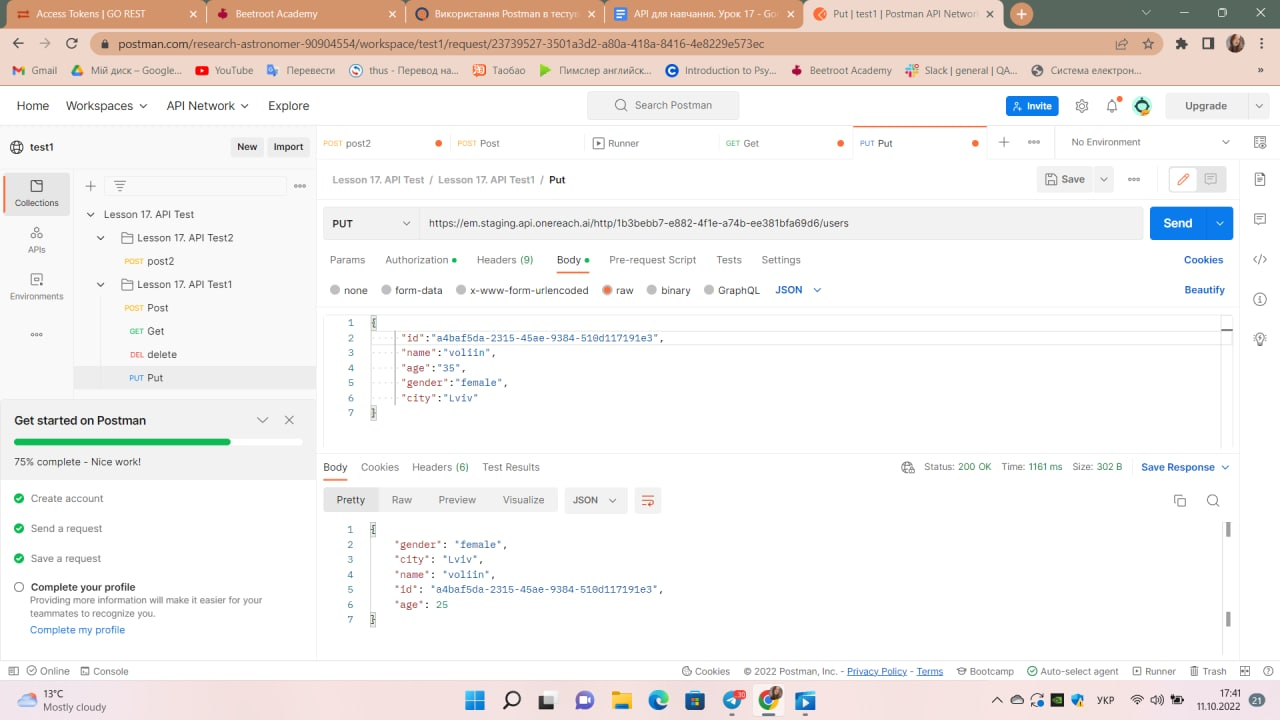 Access Tokens | GO REST
Beetroot Academy
Використання Postman в тесту
API для навчання. Урок 17 - Goo
Put | test1 | Postman API Network
postman.com/research-astronomer-90904554/workspace/test1/request/23739527-3501a3d2-a80a-418a-8416-4e8229e573ec
Gmail
Мій диск – Google...
YouTube
Перевести
thus - Перевод на...
Таобао
Пимслер английск...
Introduction to Psy...
Beetroot Academy
Slack | general | QA...
Система електрон...
»
Home
Workspaces
API Network
Explore
Search Postman
Invite
Upgrade
test1
New
Import
POST post2
POST Post
Runner
GET Get
PUT Put
No Environment
Collections
APIs
Environments
Lesson 17. API Test
Lesson 17. API Test2
POST post2
Lesson 17. API Test1
POST Post
GET Get
DEL delete
PUT Put
Lesson 17. API Test / Lesson 17. API Test1 / Put
Save
PUT
https://em.staging.api.onereach.ai/http/1b3bebb7-e882-4f1e-a74b-ee381bfa69d6/users
Send
Params
Authorization
Headers (9)
Body
Pre-request Script
Tests
Settings
Cookies
none
form-data
x-www-form-urlencoded
raw
binary
GraphQL
JSON
Beautify
1 {
2 "id":"a4baf5da-2315-45ae-9384-510d117191e3",
3 "name":"voliin",
4 "age":"35",
5 "gender":"female",
6 "city":"Lviv"
7 }
Get started on Postman
75% complete - Nice work!
Create account
Send a request
Save a request
Complete your profile
Providing more information will make it easier for your
teammates to recognize you.
Complete my profile
Body
Cookies
Headers (6)
Test Results
Status: 200 OK
Time: 1161 ms
Size: 302 B
Save Response
Pretty
Raw
Preview
Visualize
JSON
1 {
2 "gender": "female",
3 "city": "Lviv",
4 "name": "voliin",
5 "id": "a4baf5da-2315-45ae-9384-510d117191e3",
6 "age": 25
7 }
Online
Console
Cookies
© 2022 Postman, Inc. - Privacy Policy - Terms
Bootcamp
Auto-select agent
Runner
Trash
13°C
Mostly cloudy
УКР
17:41
11.10.2022
21